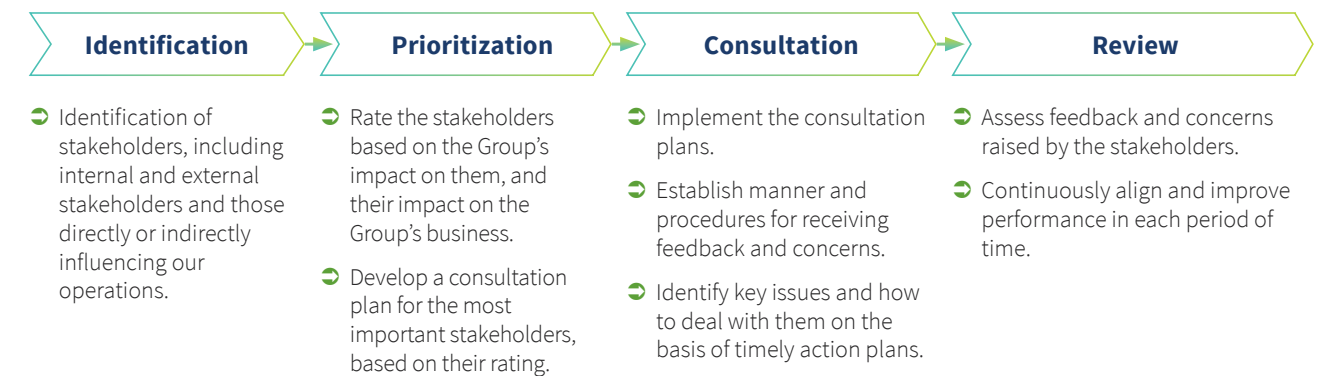 Identification
Prioritization
Consultation
Review
Identification of
stakeholders, including
internal and external
stakeholders and those
directly or indirectly
influencing our
operations.
Rate the stakeholders
based on the Group's
impact on them, and
their impact on the
Group's business.
Develop a consultation
plan for the most
important stakeholders,
based on their rating.
Implement the consultation
plans.
Establish manner and
procedures for receiving
feedback and concerns.
Identify key issues and how
to deal with them on the
basis of timely action plans.
Assess feedback and concerns
raised by the stakeholders.
Continuously align and improve
performance in each period of
time.